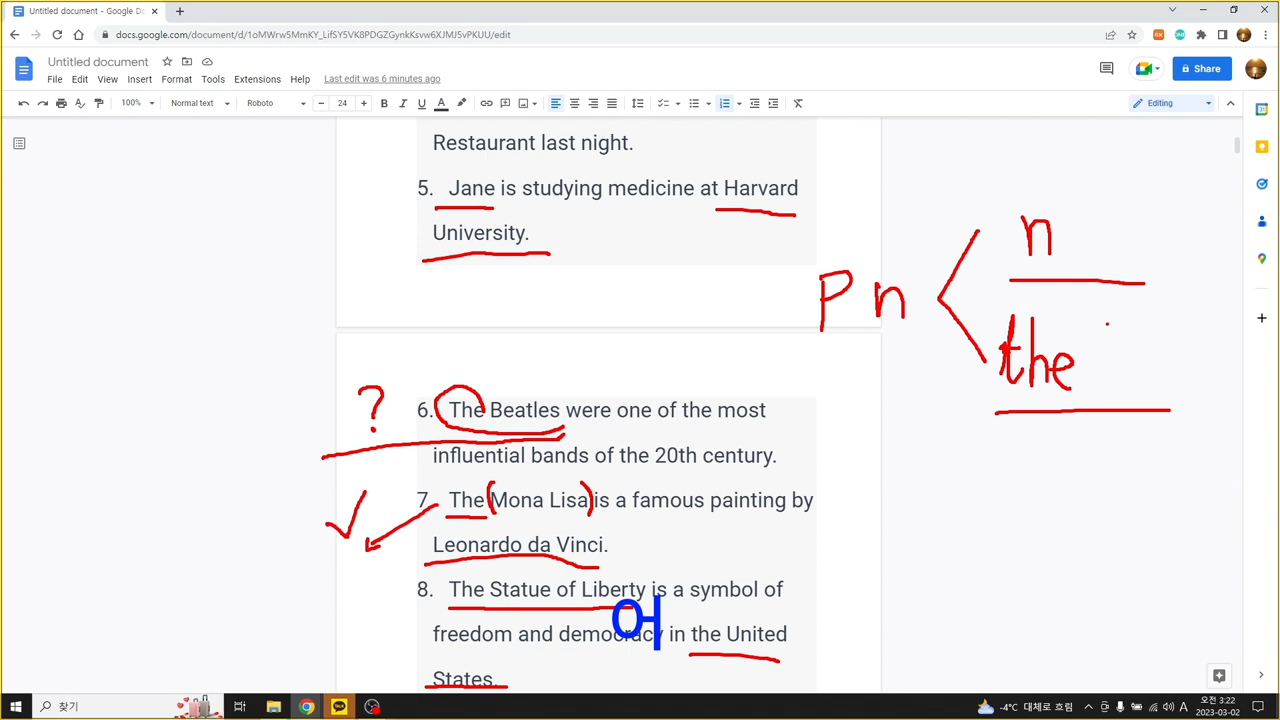 Untitled document - Google Do
docs.google.com/document/d/1oMWrw5MmKY_LifSY5VK8PDGZGynkKsvw6XJMJ5vPKUU/edit
Untitled document
File Edit View Insert Format Tools Extensions Help Last edit was 6 minutes ago
Share
100% Normal text Roboto 24 B I U A Editing
Restaurant last night.
5. Jane is studying medicine at Harvard
University.
n
Pn
the
?
6. The Beatles were one of the most
influential bands of the 20th century.
7. The (Mona Lisa) is a famous painting by
Leonardo da Vinci.
8. The Statue of Liberty is a symbol of
어
freedom and democracy in the United
States.
찾기
-4°C 대체로 흐림 A 오전 3:22
2023-03-02